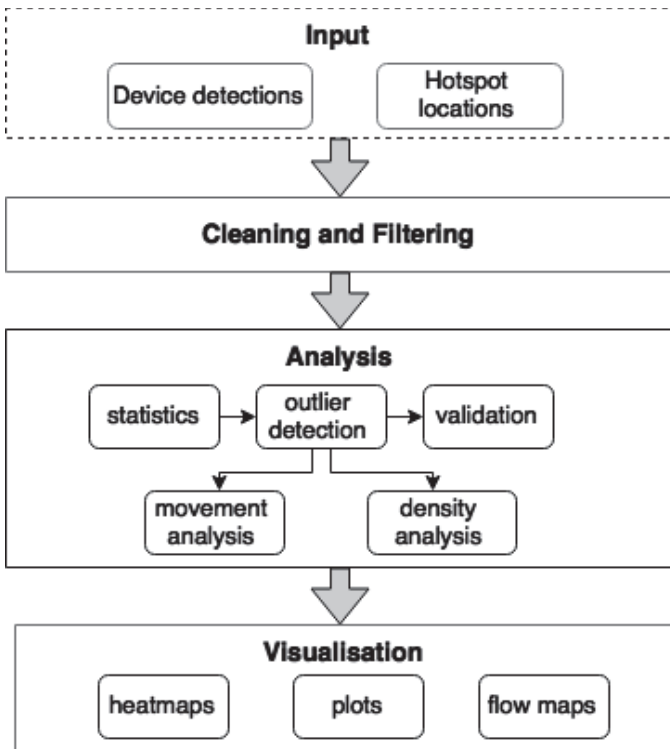 Input
Device detections
Hotspot
locations
Cleaning and Filtering
Analysis
statistics
outlier
detection
validation
movement
analysis
density
analysis
Visualisation
heatmaps
plots
flow maps